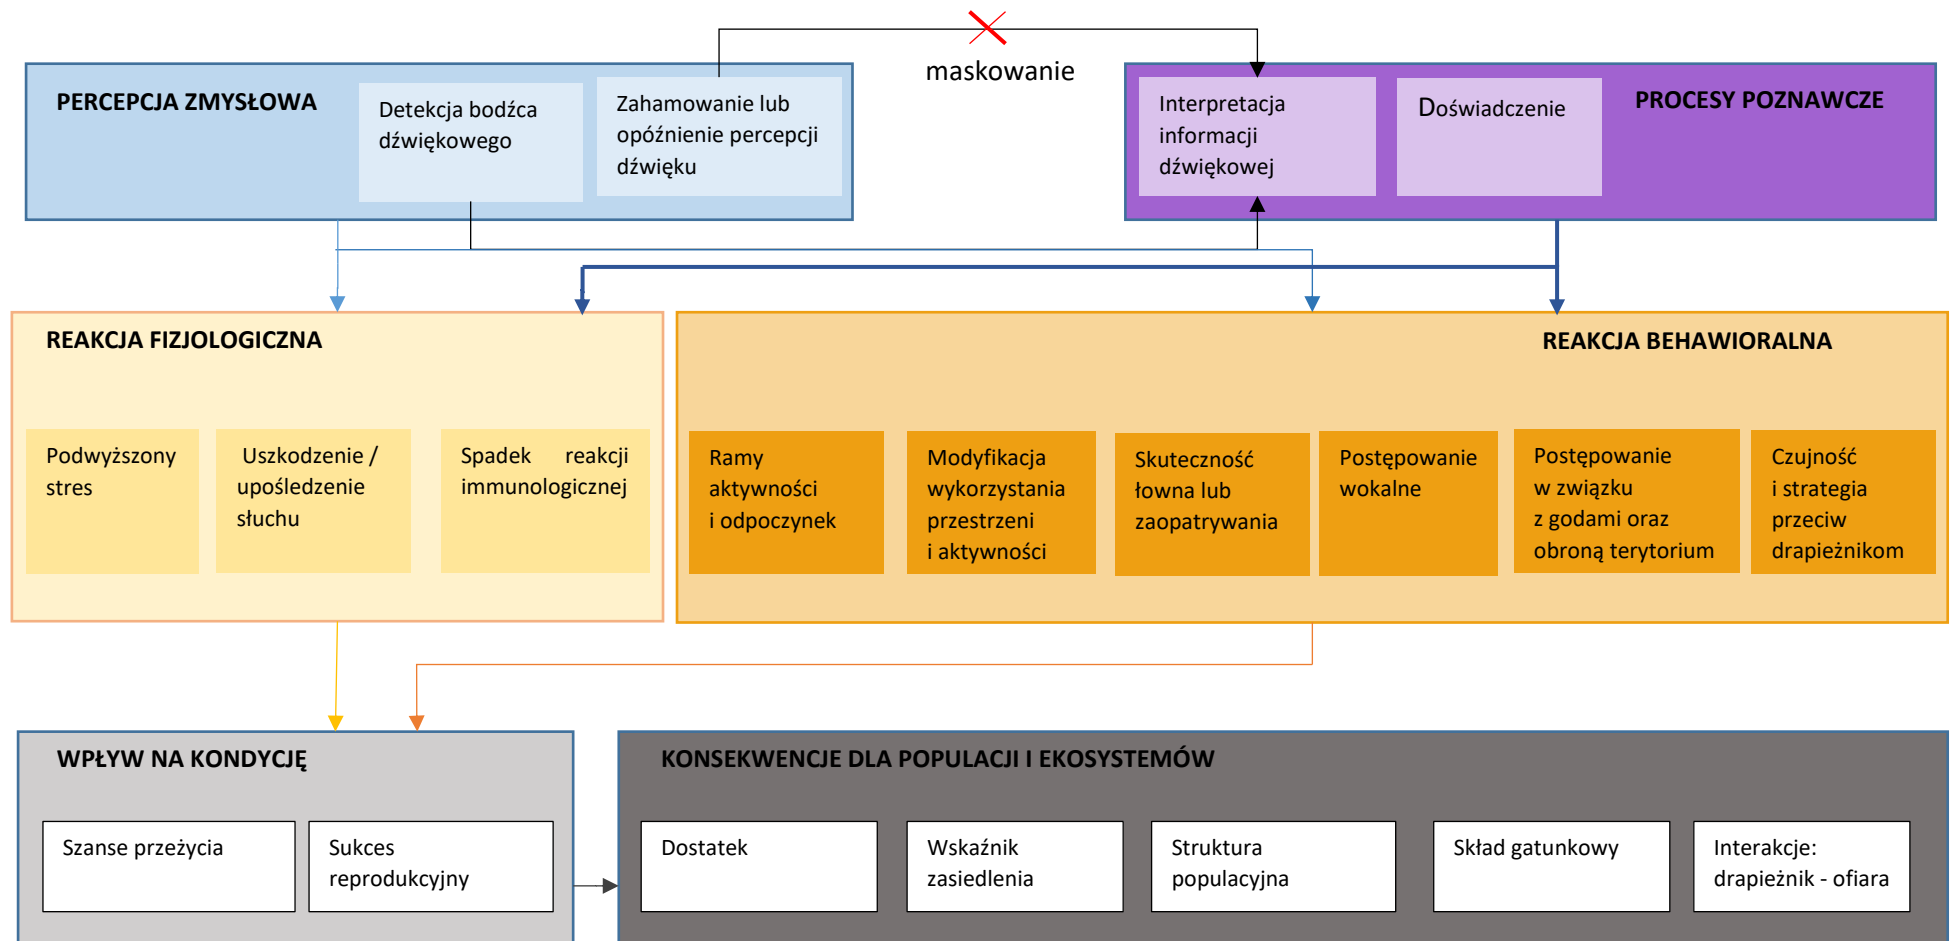 maskowanie
PERCEPCJA ZMYSŁOWA
Detekcja bodźca
dźwiękowego
Zahamowanie lub
opóźnienie percepcji
dźwięku
Interpretacja
informacji
dźwiękowej
Doświadczenie
PROCESY POZNAWCZE
REAKCJA FIZJOLOGICZNA
Podwyższony
stres
Uszkodzenie /
upośledzenie
słuchu
Spadek reakcji
immunologicznej
REAKCJA BEHAWIORALNA
Ramy
aktywności
i odpoczynek
Modyfikacja
wykorzystania
przestrzeni
i aktywności
Skuteczność
łowna lub
zaopatrywania
Postępowanie
wokalne
Postępowanie
w związku
z godami oraz
obroną terytorium
Czujność
i strategia
przeciw
drapieżnikom
WPŁYW NA KONDYCJĘ
Szanse przeżycia
Sukces
reprodukcyjny
KONSEKWENCJE DLA POPULACJI I EKOSYSTEMÓW
Dostatek
Wskaźnik
zasiedlenia
Struktura
populacyjna
Skład gatunkowy
Interakcje:
drapieżnik - ofiara